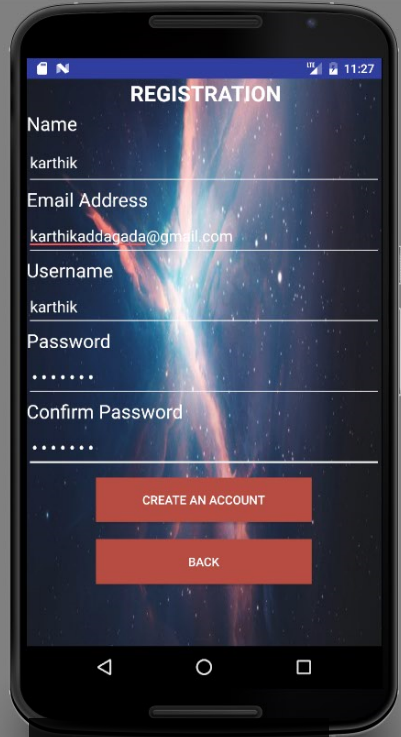 LTE 11:27
REGISTRATION
Name
karthik
Email Address
karthikaddagada@gmail.com
Username
karthik
Password
•••••••
Confirm Password
•••••••
CREATE AN ACCOUNT
BACK